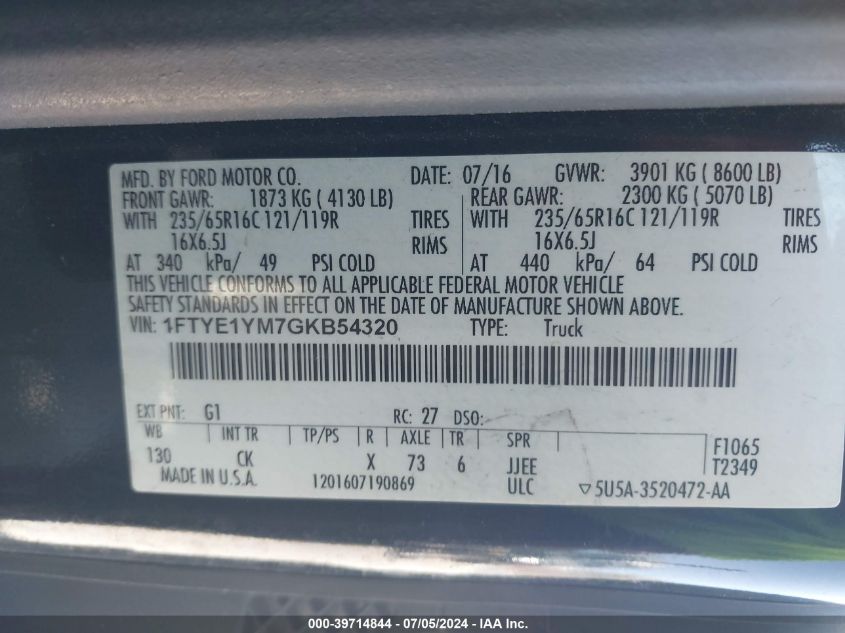 MFD. BY FORD MOTOR CO. DATE: 07/16 GVWR: 3901 KG ( 8600 LB)
FRONT GAWR: 1873 KG ( 4130 LB) REAR GAWR: 2300 KG ( 5070 LB)
WITH 235/65R16C 121/119R TIRES WITH 235/65R16C 121/119R TIRES
16X6.5J RIMS 16X6.5J RIMS
AT 340 kPa/ 49 PSI COLD AT 440 kPa/ 64 PSI COLD
THIS VEHICLE CONFORMS TO ALL APPLICABLE FEDERAL MOTOR VEHICLE
SAFETY STANDARDS IN EFFECT ON THE DATE OF MANUFACTURE SHOWN ABOVE.
VIN: 1FTYE1YM7GKB54320 TYPE: Truck
EXT PNT: G1 RC: 27 DSO:
WB INT TR TP/PS R AXLE TR SPR F1065
130 CK X 73 6 JJEE T2349
MADE IN U.S.A. 1201607190869 ULC ▽5U5A-3520472-AA
000-39714844 - 07/05/2024 - IAA Inc.